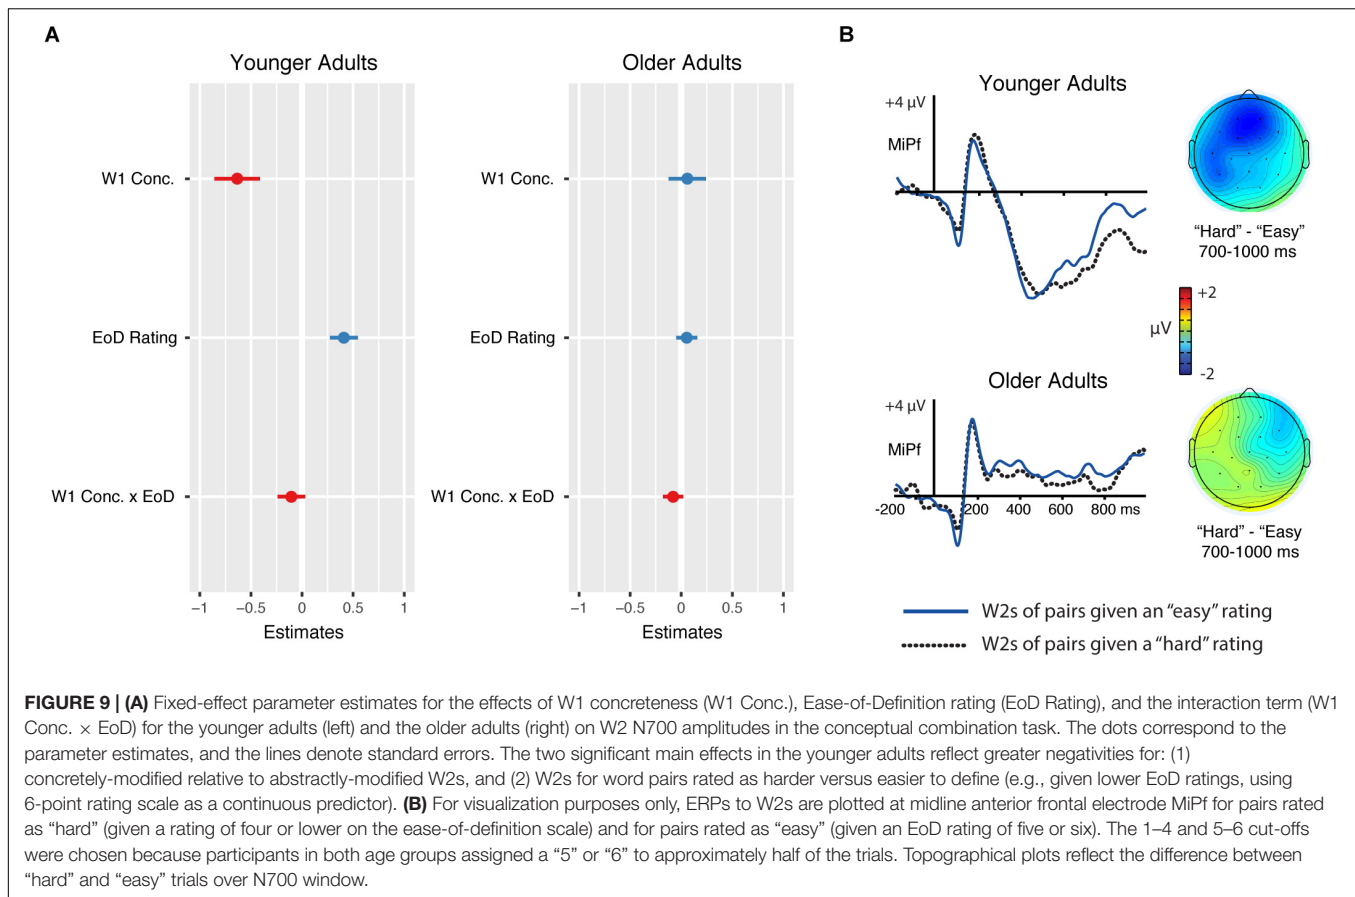 A
Younger Adults
W1 Conc.
EoD Rating
W1 Conc. x EoD
−1
−0.5
0
0.5
1
Estimates
Older Adults
W1 Conc.
EoD Rating
W1 Conc. x EoD
−1
−0.5
0
0.5
1
Estimates
B
Younger Adults
+4 µV
MiPf
"Hard" - "Easy"
700-1000 ms
+2
µV
-2
Older Adults
+4 µV
MiPf
-200
200
400
600
800 ms
"Hard" - "Easy
700-1000 ms
W2s of pairs given an "easy" rating
W2s of pairs given a "hard" rating
FIGURE 9 | (A) Fixed-effect parameter estimates for the effects of W1 concreteness (W1 Conc.), Ease-of-Definition rating (EoD Rating), and the interaction term (W1
Conc. × EoD) for the younger adults (left) and the older adults (right) on W2 N700 amplitudes in the conceptual combination task. The dots correspond to the
parameter estimates, and the lines denote standard errors. The two significant main effects in the younger adults reflect greater negativities for: (1)
concretely-modified relative to abstractly-modified W2s, and (2) W2s for word pairs rated as harder versus easier to define (e.g., given lower EoD ratings, using
6-point rating scale as a continuous predictor). (B) For visualization purposes only, ERPs to W2s are plotted at midline anterior frontal electrode MiPf for pairs rated
as "hard" (given a rating of four or lower on the ease-of-definition scale) and for pairs rated as "easy" (given an EoD rating of five or six). The 1–4 and 5–6 cut-offs
were chosen because participants in both age groups assigned a "5" or "6" to approximately half of the trials. Topographical plots reflect the difference between
"hard" and "easy" trials over N700 window.